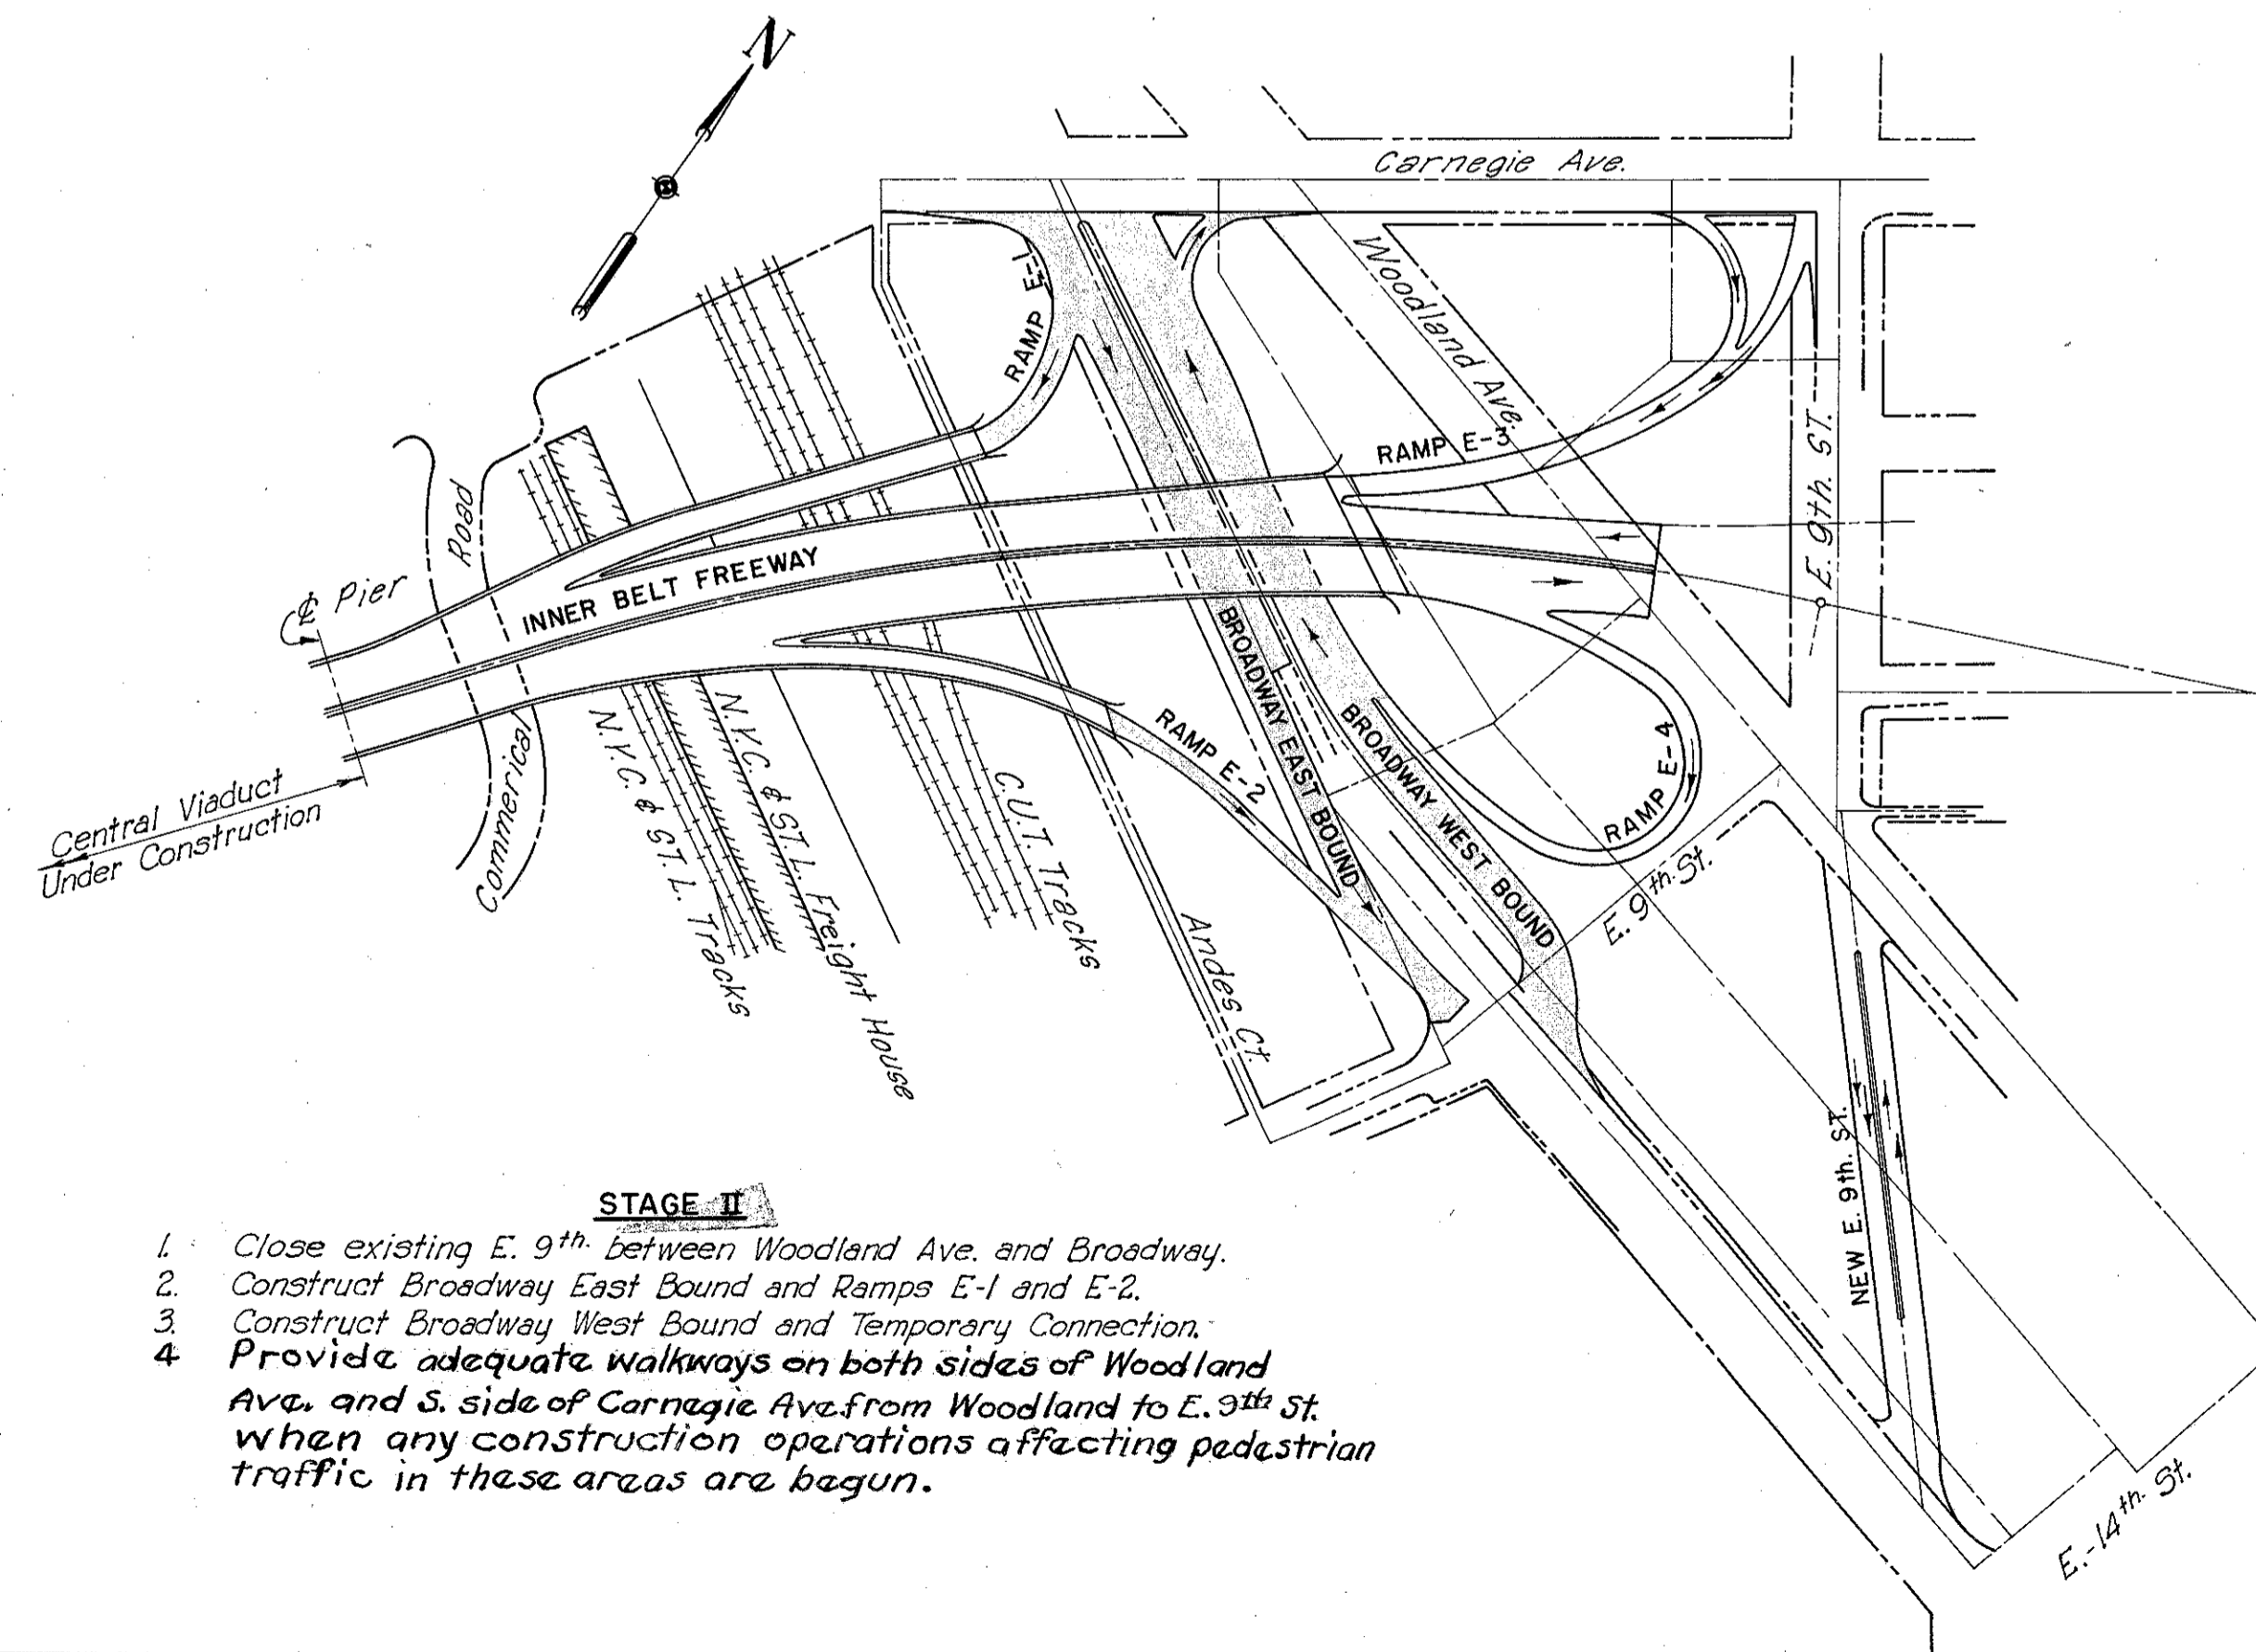 N
Carnegie Ave.
Woodland Ave.
RAMP E-1
RAMP E-3
E. 9th. ST.
Road
₵ Pier
INNER BELT FREEWAY
BROADWAY EAST BOUND
BROADWAY WEST BOUND
RAMP E-2
RAMP E-4
E. 9th. St.
Central Viaduct
Under Construction
Commerical
N.Y.C. & ST. L. Tracks
N.Y.C. & ST. L. Freight House
C.U.T. Tracks
Andes Ct.
NEW E. 9th. ST.
E.-14th. St.
STAGE II
1. Close existing E. 9th. between Woodland Ave. and Broadway.
2. Construct Broadway East Bound and Ramps E-1 and E-2.
3. Construct Broadway West Bound and Temporary Connection.
4 Provide adequate walkways on both sides of Woodland
Ave. and S. side of Carnegie Ave from Woodland to E. 9th St.
when any construction operations affecting pedestrian
traffic in these areas are begun.